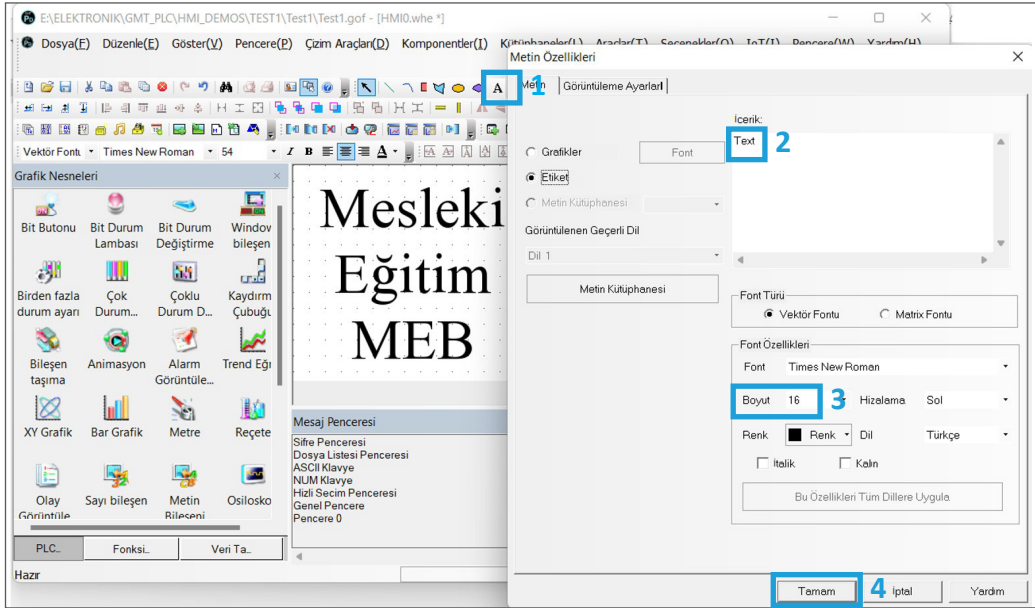 E:\ELEKTRONIK\GMT_PLC\HMI_DEMOS\TEST1\Test1\Test1.gof - [HMI0.whe *]
Dosya(F) Düzenle(E) Göster(V) Pencere(P) Çizim Araçları(D) Komponentler(I) Kütüphaneler(L) Araçlar(T) Seçenekler(O) IoT(I) Pencere(W) Yardım(H)
A 1
Vektör Fontu Times New Roman 54
Grafik Nesneleri
Bit Butonu
Bit Durum Lambası
Bit Durum Değiştirme
Window bileşen
Birden fazla durum ayarı
Çok Durum...
Çoklu Durum D...
Kaydırm Çubuğu
Bileşen taşıma
Animasyon
Alarm Görüntüle...
Trend Eğri
XY Grafik
Bar Grafik
Metre
Reçete
Olay Görüntüle
Sayı bileşen
Metin Bileşeni
Osilosko
PLC...
Fonksi...
Veri Ta...
Hazır
Mesleki
Eğitim
MEB
Mesaj Penceresi
Sifre Penceresi
Dosya Listesi Penceresi
ASCII Klavye
NUM Klavye
Hizli Secim Penceresi
Genel Pencere
Pencere 0
Metin Özellikleri
Metin Görüntüleme Ayarları
Grafikler Font
Etiket
Metin Kütüphanesi
Görüntülenen Geçerli Dil
Dil 1
Metin Kütüphanesi
İçerik:
Text 2
Font Türü
Vektör Fontu Matrix Fontu
Font Özellikleri
Font Times New Roman
Boyut 16 3 Hizalama Sol
Renk Renk Dil Türkçe
İtalik Kalın
Bu Özellikleri Tüm Dillere Uygula
Tamam 4 İptal Yardım